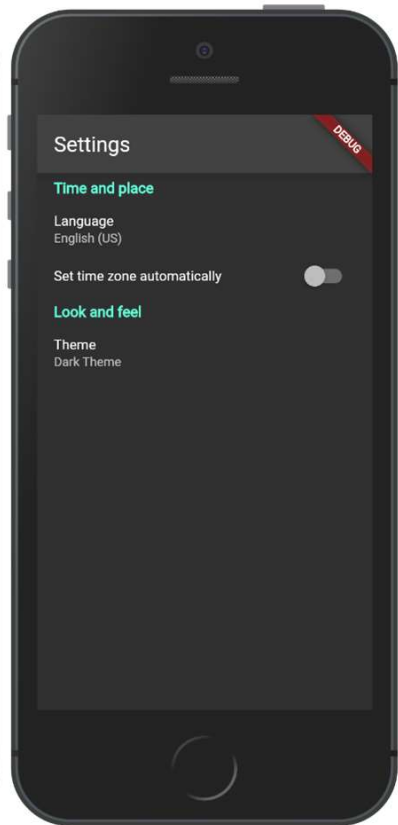 Settings
DEBUG
Time and place
Language
English (US)
Set time zone automatically
Look and feel
Theme
Dark Theme